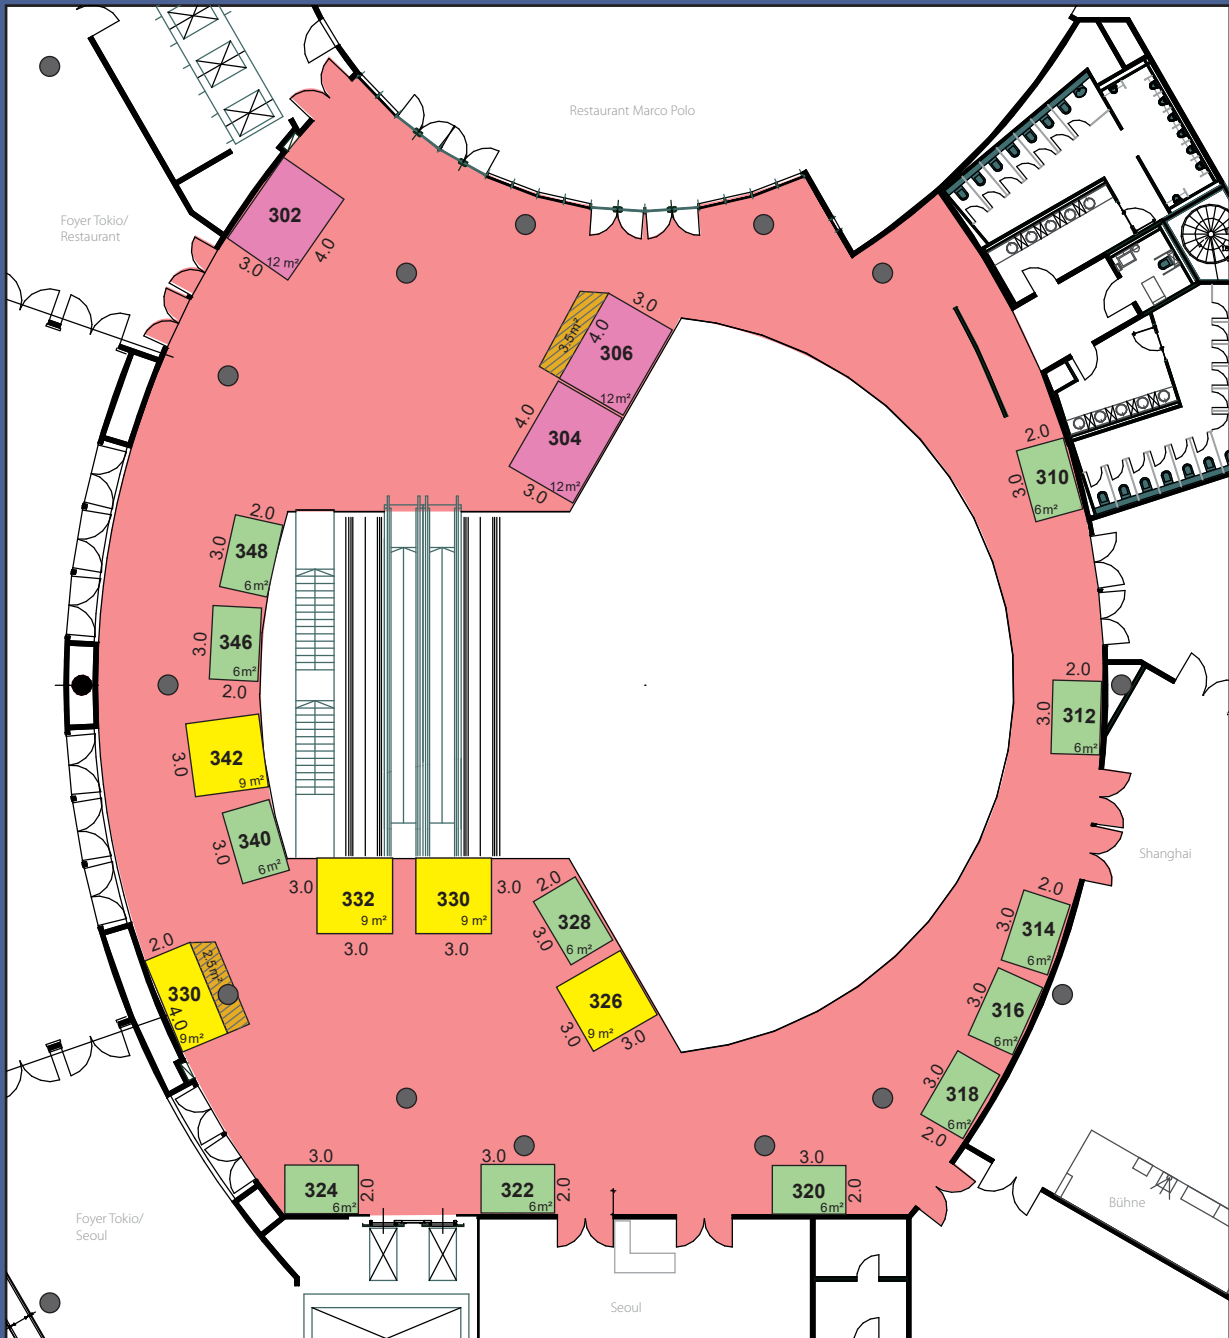 Restaurant Marco Polo
Foyer Tokio/
Restaurant
302
12 m²
3.0
4.0
3.0
3.5m²
4.0
306
12m²
4.0
304
12m²
3.0
2.0
3.0
310
6m²
2.0
3.0
348
6m²
3.0
346
6m²
2.0
2.0
3.0
312
6m²
3.0
342
9 m²
3.0
340
6m²
Shanghai
3.0
332
9 m²
3.0
330
9 m²
3.0
3.0
2.0
3.0
328
6 m²
2.0
3.0
314
6m²
2.0
2.5m²
330
4.0
9m²
326
9 m²
3.0
3.0
3.0
316
6m²
3.0
318
6m²
2.0
3.0
324
6m²
2.0
3.0
322
6m²
2.0
3.0
320
6m²
2.0
Foyer Tokio/
Seoul
Bühne
Seoul